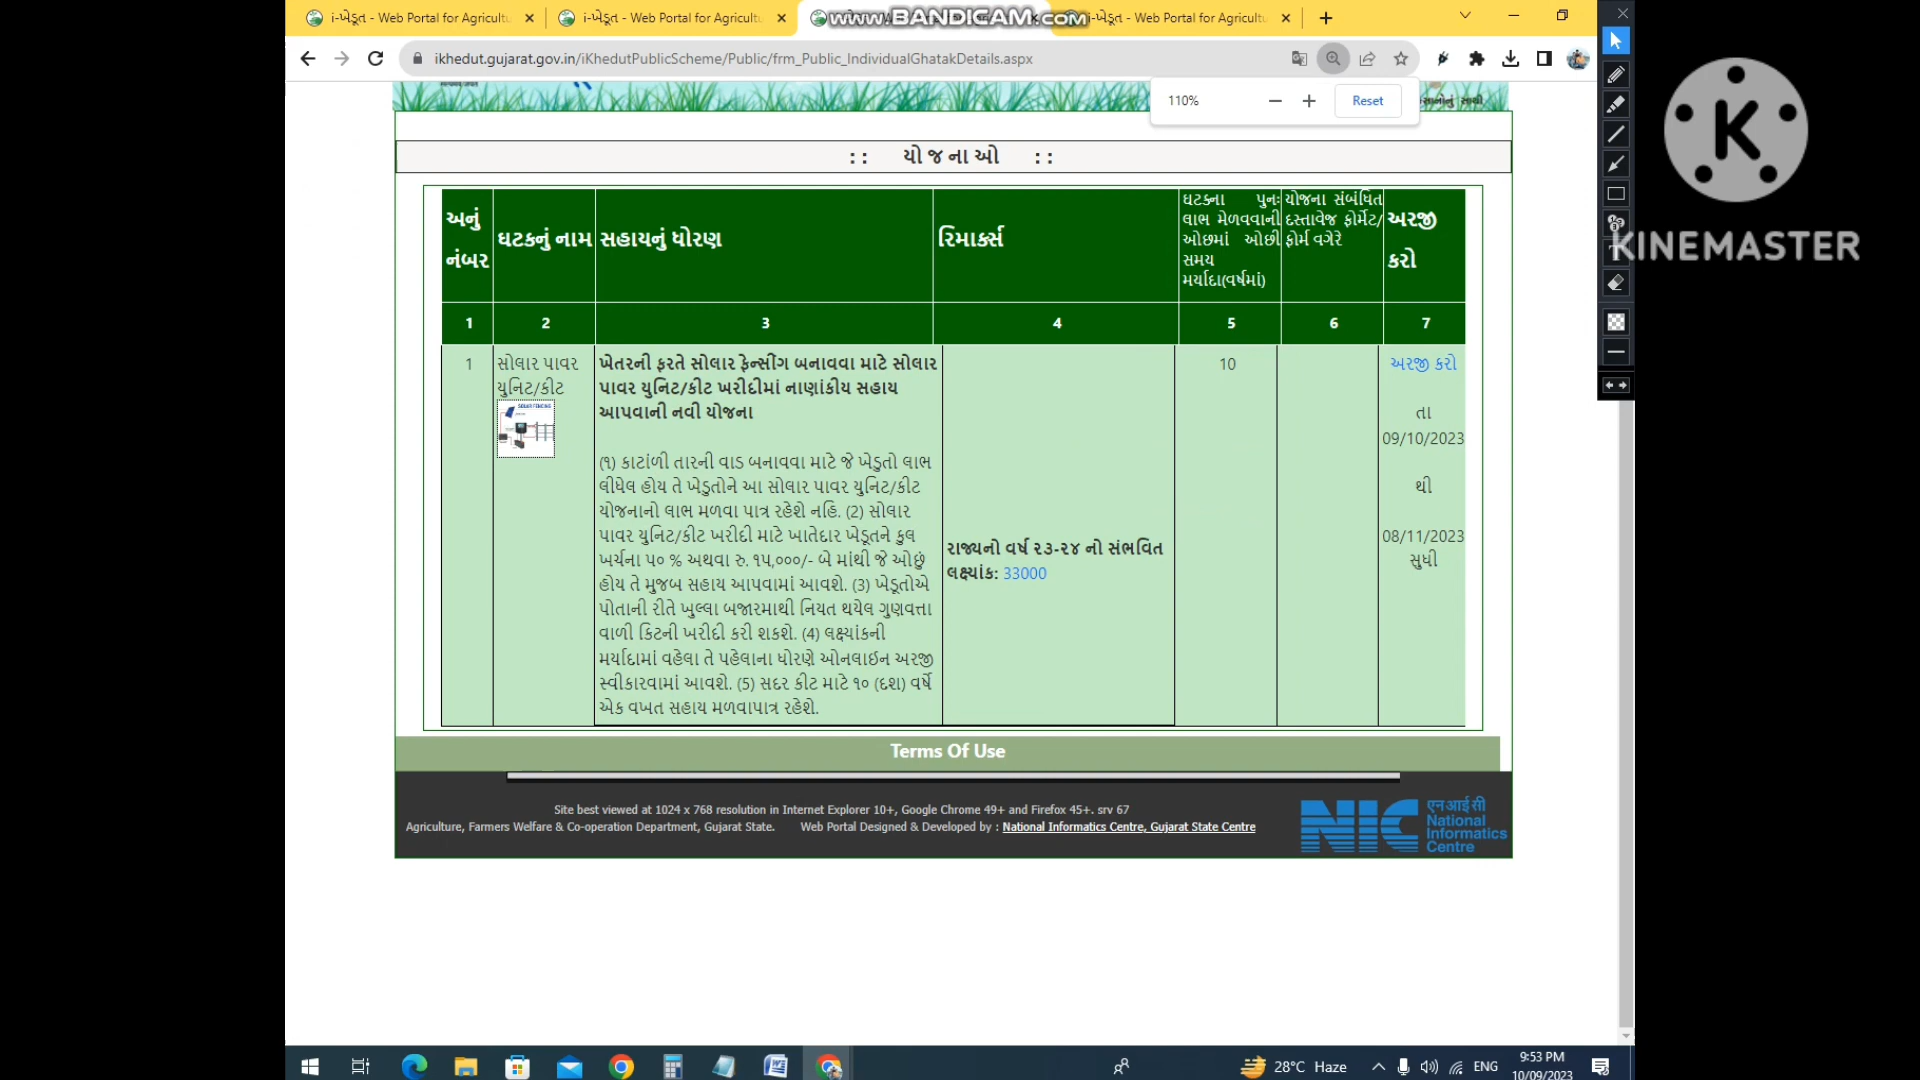 i-ખેડૂત - Web Portal for Agricultu
i-ખેડૂત - Web Portal for Agricultu
www.BANDICAM.com
i-ખેડૂત - Web Portal for Agricultu
ikhedut.gujarat.gov.in/iKhedutPublicScheme/Public/frm_Public_IndividualGhatakDetails.aspx
110%
Reset
:: યોજનાઓ ::
અનું નંબર
ઘટકનું નામ
સહાયનું ધોરણ
રિમાર્ક્સ
ઘટકના પુનઃ
લાભ મેળવવાની
ઓછમાં ઓછી
સમય
મર્યાદા(વર્ષમાં)
યોજના સંબંધિત
દસ્તાવેજ ફોર્મેટ/
ફોર્મ વગેરે
અરજી
કરો
1 2 3 4 5 6 7
1
સોલાર પાવર
યુનિટ/કીટ
SOLAR FENCING
ખેતરની ફરતે સોલાર ફેન્સીંગ બનાવવા માટે સોલાર
પાવર યુનિટ/કીટ ખરીદીમાં નાણાંકીય સહાય
આપવાની નવી યોજના
(૧) કાટાંળી તારની વાડ બનાવવા માટે જે ખેડુતો લાભ
લીધેલ હોય તે ખેડુતોને આ સોલાર પાવર યુનિટ/કીટ
યોજનાનો લાભ મળવા પાત્ર રહેશે નહિ. (2) સોલાર
પાવર યુનિટ/કીટ ખરીદી માટે ખાતેદાર ખેડૂતને કુલ
ખર્ચના ૫૦ % અથવા રુ. ૧૫,૦૦૦/- બે માંથી જે ઓછું
હોય તે મુજબ સહાય આપવામાં આવશે. (3) ખેડૂતોએ
પોતાની રીતે ખુલ્લા બજારમાથી નિયત થયેલ ગુણવત્તા
વાળી કિટની ખરીદી કરી શકશે. (4) લક્ષ્યાંકની
મર્યાદામાં વહેલા તે પહેલાના ધોરણે ઓનલાઈન અરજી
સ્વીકારવામાં આવશે. (5) સદર કીટ માટે ૧૦ (દશ) વર્ષે
એક વખત સહાય મળવાપાત્ર રહેશે.
રાજ્યનો વર્ષ ૨૩-૨૪ નો સંભવિત
લક્ષ્યાંક: 33000
10
અરજી કરો
તા
09/10/2023
થી
08/11/2023
સુધી
Terms Of Use
Site best viewed at 1024 x 768 resolution in Internet Explorer 10+, Google Chrome 49+ and Firefox 45+. srv 67
Agriculture, Farmers Welfare & Co-operation Department, Gujarat State. Web Portal Designed & Developed by : National Informatics Centre, Gujarat State Centre
NIC
एनआईसी
National
Informatics
Centre
K
KINEMASTER
28°C Haze
ENG
9:53 PM
10/09/2023